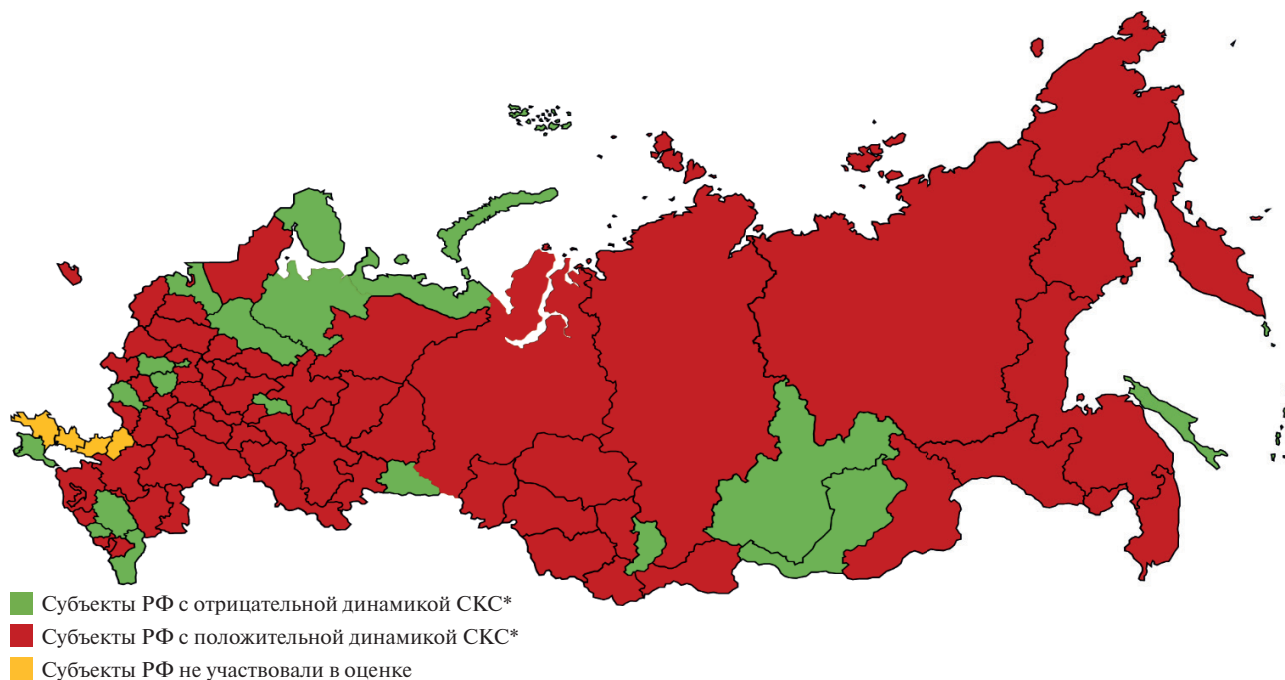 Субъекты РФ с отрицательной динамикой СКС*
Субъекты РФ с положительной динамикой СКС*
Субъекты РФ не участвовали в оценке